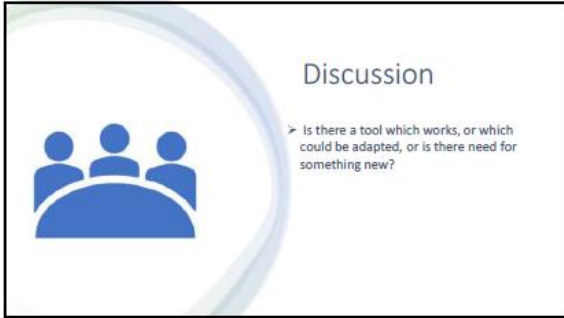 Discussion
➤ Is there a tool which works, or which
could be adapted, or is there need for
something new?